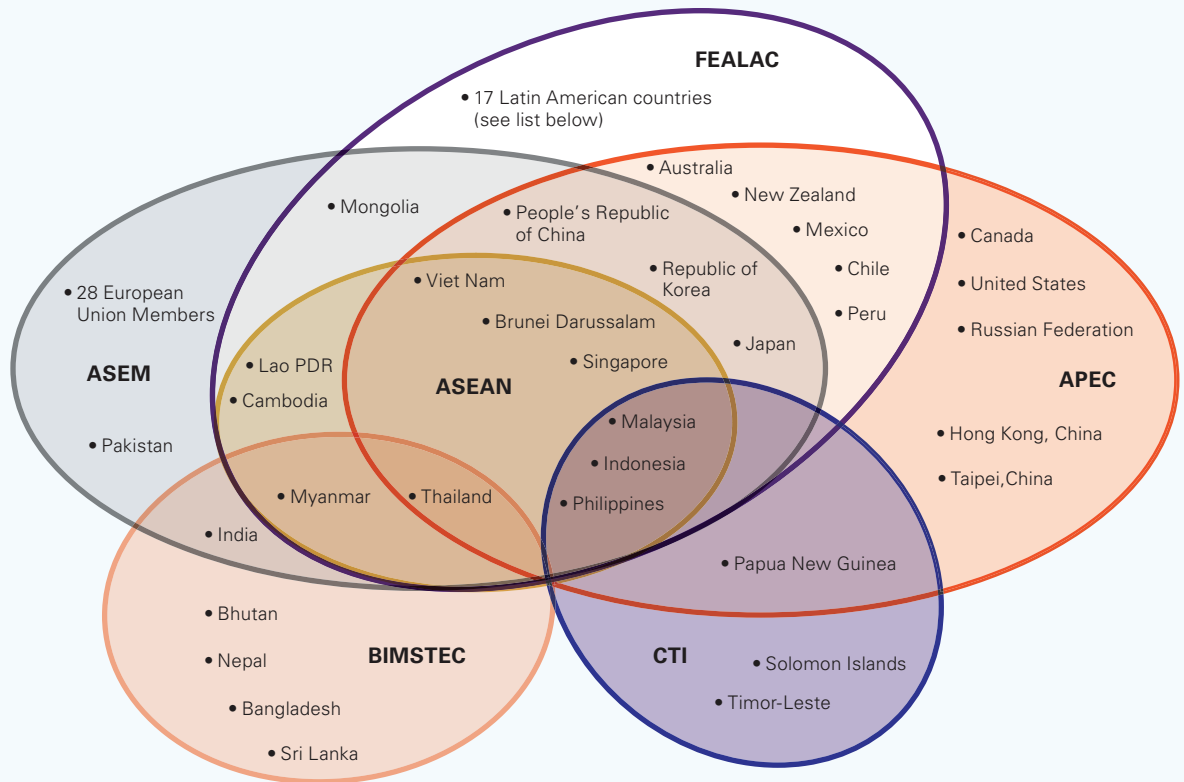 FEALAC
• 17 Latin American countries
(see list below)
• Australia
• New Zealand
• Mongolia
• People’s Republic
of China
• Mexico
• Canada
• Republic of
Korea
• Chile
• Viet Nam
• United States
• 28 European
Union Members
• Peru
• Brunei Darussalam
• Russian Federation
• Japan
• Lao PDR
• Singapore
ASEM
ASEAN
APEC
• Cambodia
• Malaysia
• Hong Kong, China
• Pakistan
• Indonesia
• Taipei,China
• Myanmar
• Thailand
• Philippines
• India
• Papua New Guinea
• Bhutan
BIMSTEC
CTI
• Nepal
• Solomon Islands
• Timor-Leste
• Bangladesh
• Sri Lanka